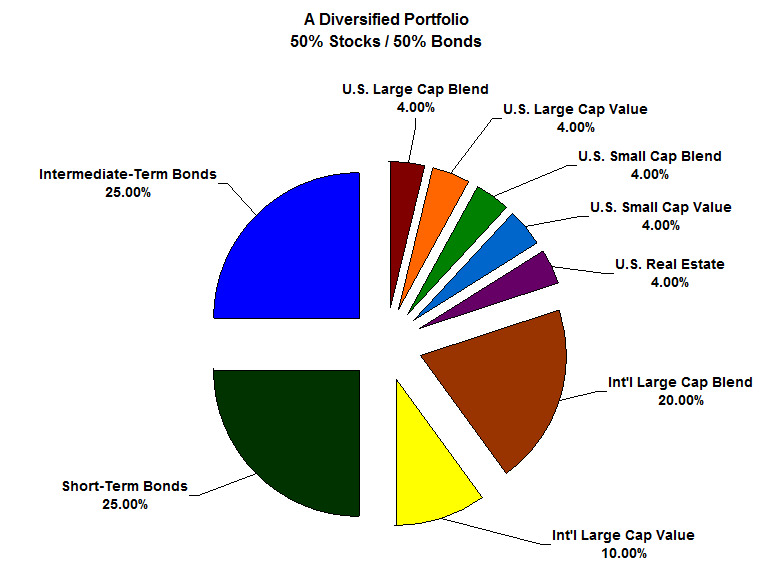 A Diversified Portfolio
50% Stocks / 50% Bonds
U.S. Large Cap Blend
4.00%
U.S. Large Cap Value
4.00%
U.S. Small Cap Blend
4.00%
U.S. Small Cap Value
4.00%
U.S. Real Estate
4.00%
Int'l Large Cap Blend
20.00%
Int'l Large Cap Value
10.00%
Short-Term Bonds
25.00%
Intermediate-Term Bonds
25.00%